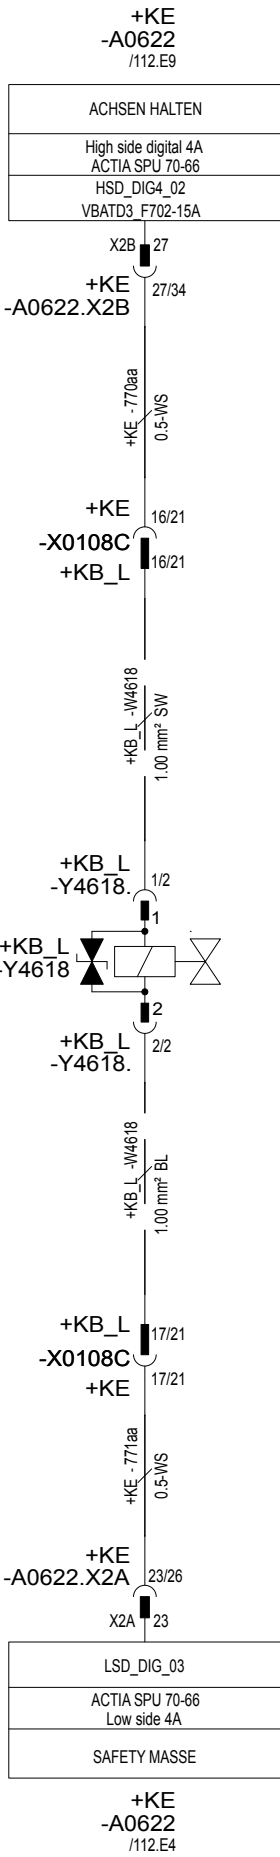 +KE
-A0622
/112.E9
ACHSEN HALTEN
High side digital 4A
ACTIA SPU 70-66
HSD_DIG4_02
VBATD3_F702-15A
X2B 27
+KE 27/34
-A0622.X2B
+KE -770aa
0.5-WS
+KE 16/21
-X0108C
+KB_L 16/21
+KB_L -W4618
1.00 mm² SW
+KB_L 1/2
-Y4618.
1
+KB_L
-Y4618
2
+KB_L 2/2
-Y4618.
+KB_L -W4618
1.00 mm² BL
+KB_L 17/21
-X0108C
+KE 17/21
+KE -771aa
0.5-WS
+KE
-A0622.X2A 23/26
X2A 23
LSD_DIG_03
ACTIA SPU 70-66
Low side 4A
SAFETY MASSE
+KE
-A0622
/112.E4